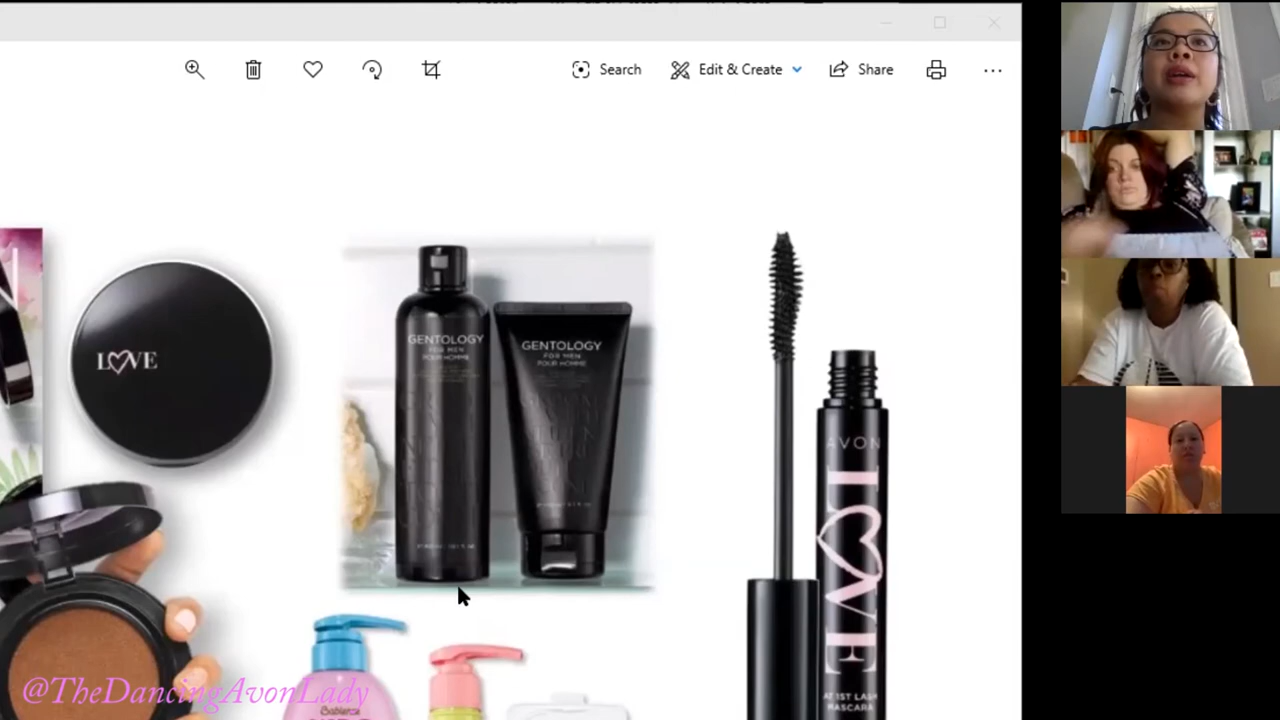 Search
Edit & Create
Share
LOVE
GENTOLOGY
FOR MEN
POUR HOMME
GENTOLOGY
FOR MEN
POUR HOMME
AVON
LOVE
AT 1ST LASH
MASCARA
@TheDancingAvonLady